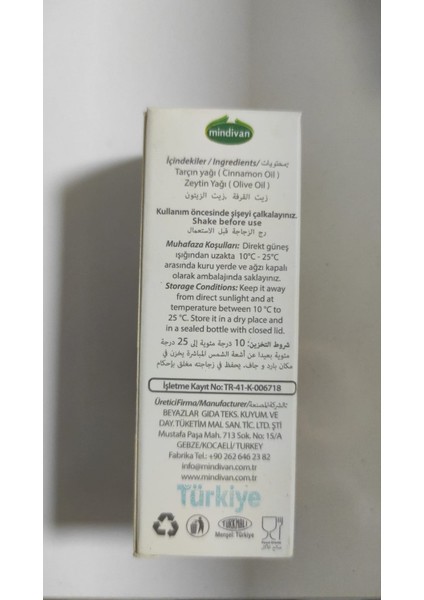 mindivan
İçindekiler / Ingredients/ محتويات:
Tarçın yağı ( Cinnamon Oil )
Zeytin Yağı ( Olive Oil )
زيت القرفة ,زيت الزيتون
Kullanım öncesinde şişeyi çalkalayınız.
Shake before use
رج الزجاجة قبل الاستعمال
Muhafaza Koşulları: Direkt güneş
ışığından uzakta 10°C - 25°C
arasında kuru yerde ve ağzı kapalı
olarak ambalajında saklayınız.
Storage Conditions: Keep it away
from direct sunlight and at
temperature between 10 °C to
25 °C. Store it in a dry place and
in a sealed bottle with closed lid.
شروط التخزين: 10 درجة مئوية إلى 25 درجة
مئوية بعيدا عن أشعة الشمس المباشرة يخزن في
مكان بارد و جاف، يحفظ في زجاجته مغلق بإحكام
İşletme Kayıt No: TR-41-K-006718
ÜreticiFirma/Manufacturer/الشركة المصنعة:
BEYAZLAR GIDA TEKS. KUYUM. VE
DAY. TÜKETİM MAL SAN. TİC. LTD. ŞTİ
Mustafa Paşa Mah. 713 Sok. No: 15/A
GEBZE/KOCAELİ/TURKEY
Fabrika Tel.: +90 262 646 23 82
info@mindivan.com.tr
www.mindivan.com.tr
Türkiye
TÜRK MALI
Menşei. Türkiye